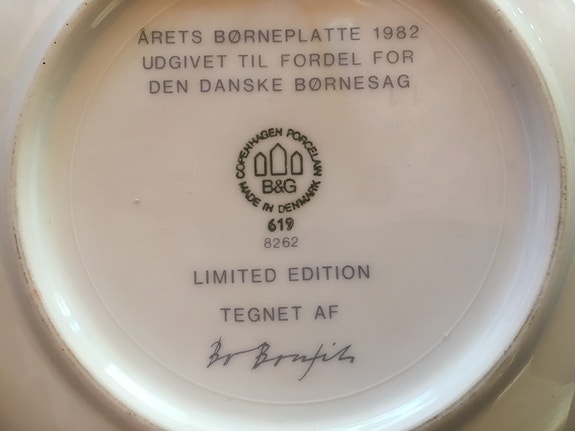 ÅRETS BØRNEPLATTE 1982
UDGIVET TIL FORDEL FOR
DEN DANSKE BØRNESAG
COPENHAGEN PORCELAIN
B&G
MADE IN DENMARK
619
8262
LIMITED EDITION
TEGNET AF
Bo Bonfils